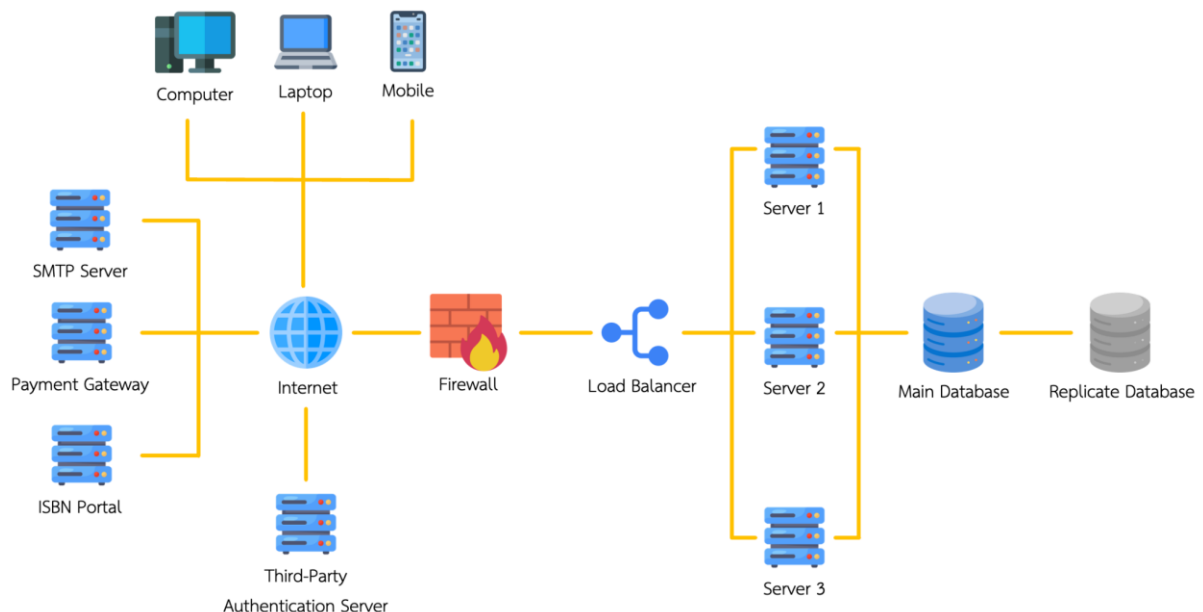 Computer
Laptop
Mobile
SMTP Server
Payment Gateway
ISBN Portal
Internet
Third-Party
Authentication Server
Firewall
Load Balancer
Server 1
Server 2
Server 3
Main Database
Replicate Database